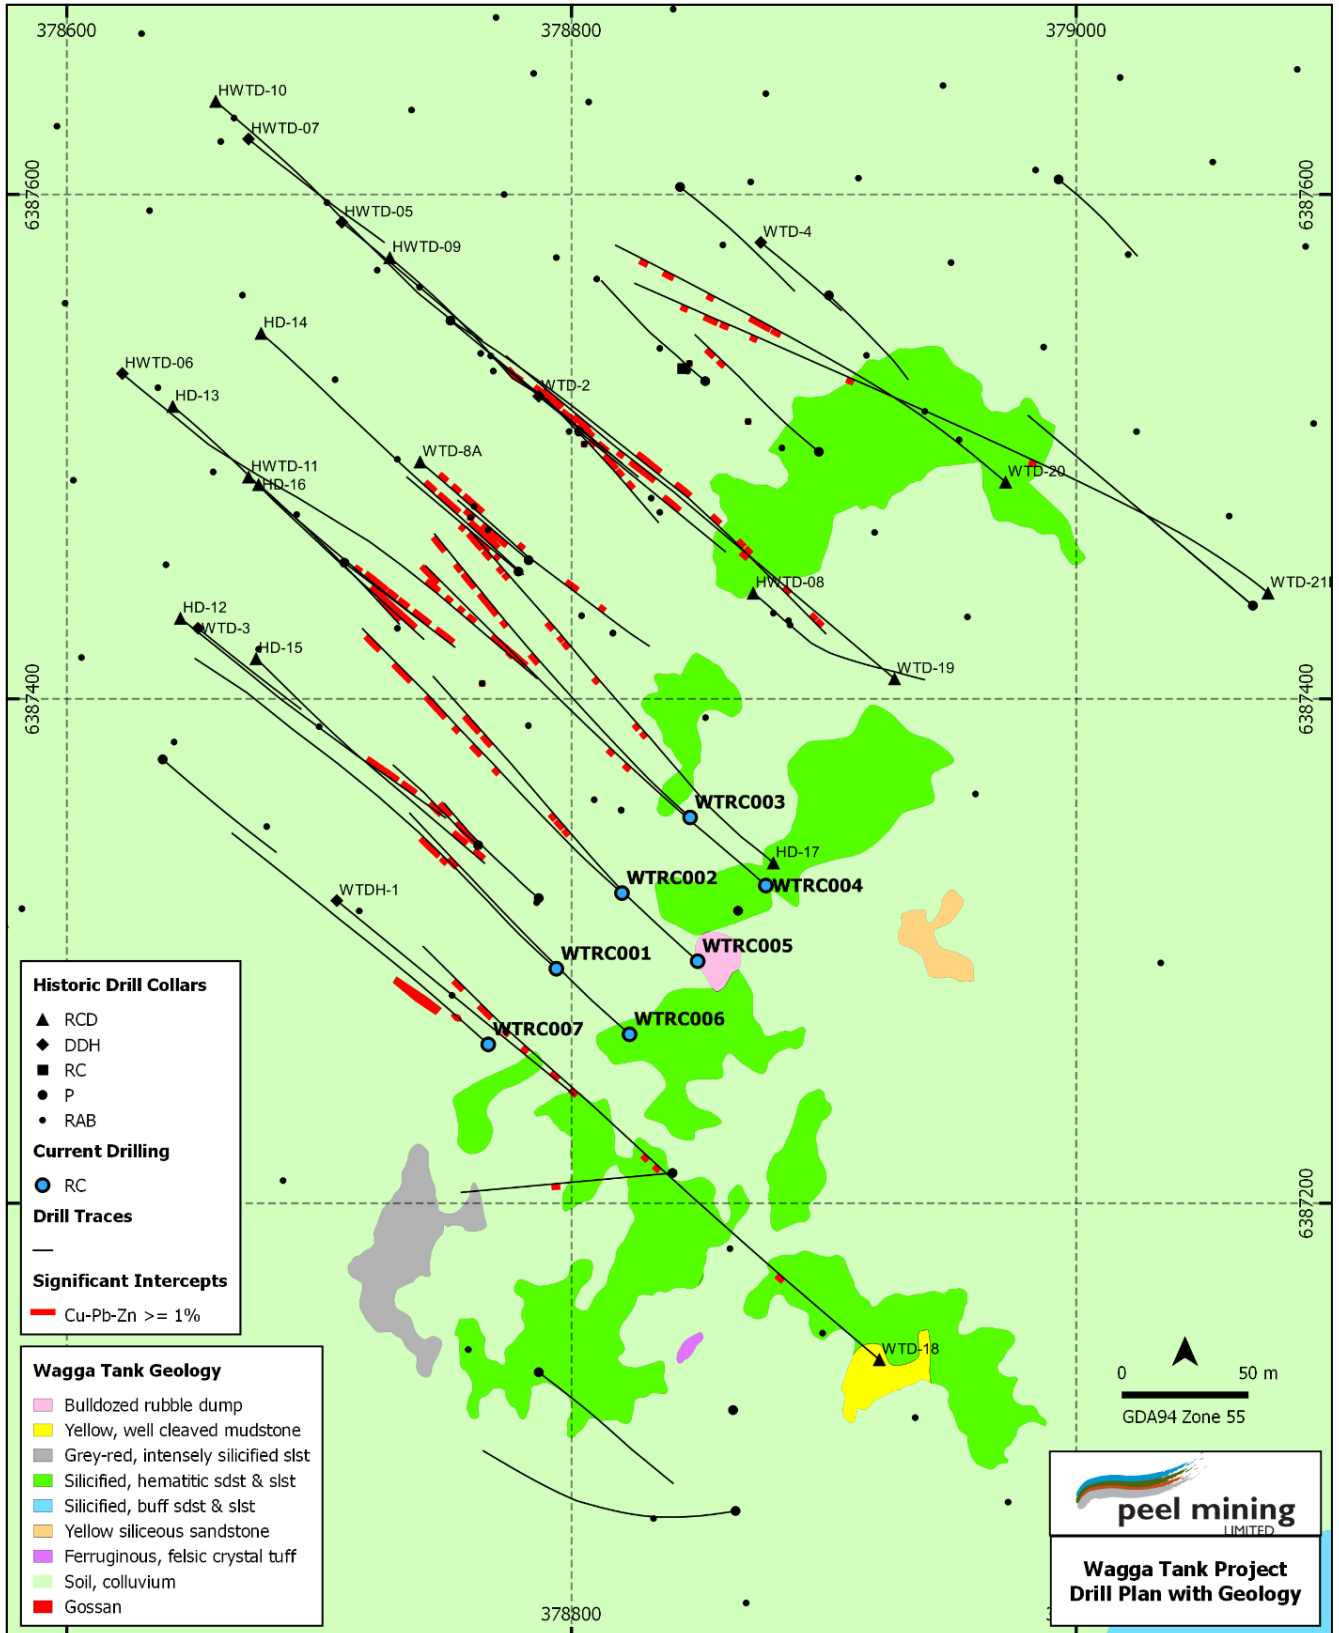 378600
378800
379000
HWTD-10
HWTD-07
6387600
6387600
HWTD-05
WTD-4
HWTD-09
HD-14
HWTD-06
HD-13
WTD-2
WTD-8A
HWTD-11
HD-16
WTD-20
HWTD-08
WTD-21
HD-12
WTD-3
HD-15
WTD-19
6387400
6387400
WTRC003
HD-17
WTRC004
WTRC002
WTDH-1
WTRC005
WTRC001
WTRC006
WTRC007
6387200
WTD-18
Historic Drill Collars
RCD
DDH
RC
P
RAB
Current Drilling
RC
Drill Traces
Significant Intercepts
Cu-Pb-Zn >= 1%
Wagga Tank Geology
Bulldozed rubble dump
Yellow, well cleaved mudstone
Grey-red, intensely silicified slst
Silicified, hematitic sdst & slst
Silicified, buff sdst & slst
Yellow siliceous sandstone
Ferruginous, felsic crystal tuff
Soil, colluvium
Gossan
0 50 m
GDA94 Zone 55
peel mining
LIMITED
Wagga Tank Project
Drill Plan with Geology
378800